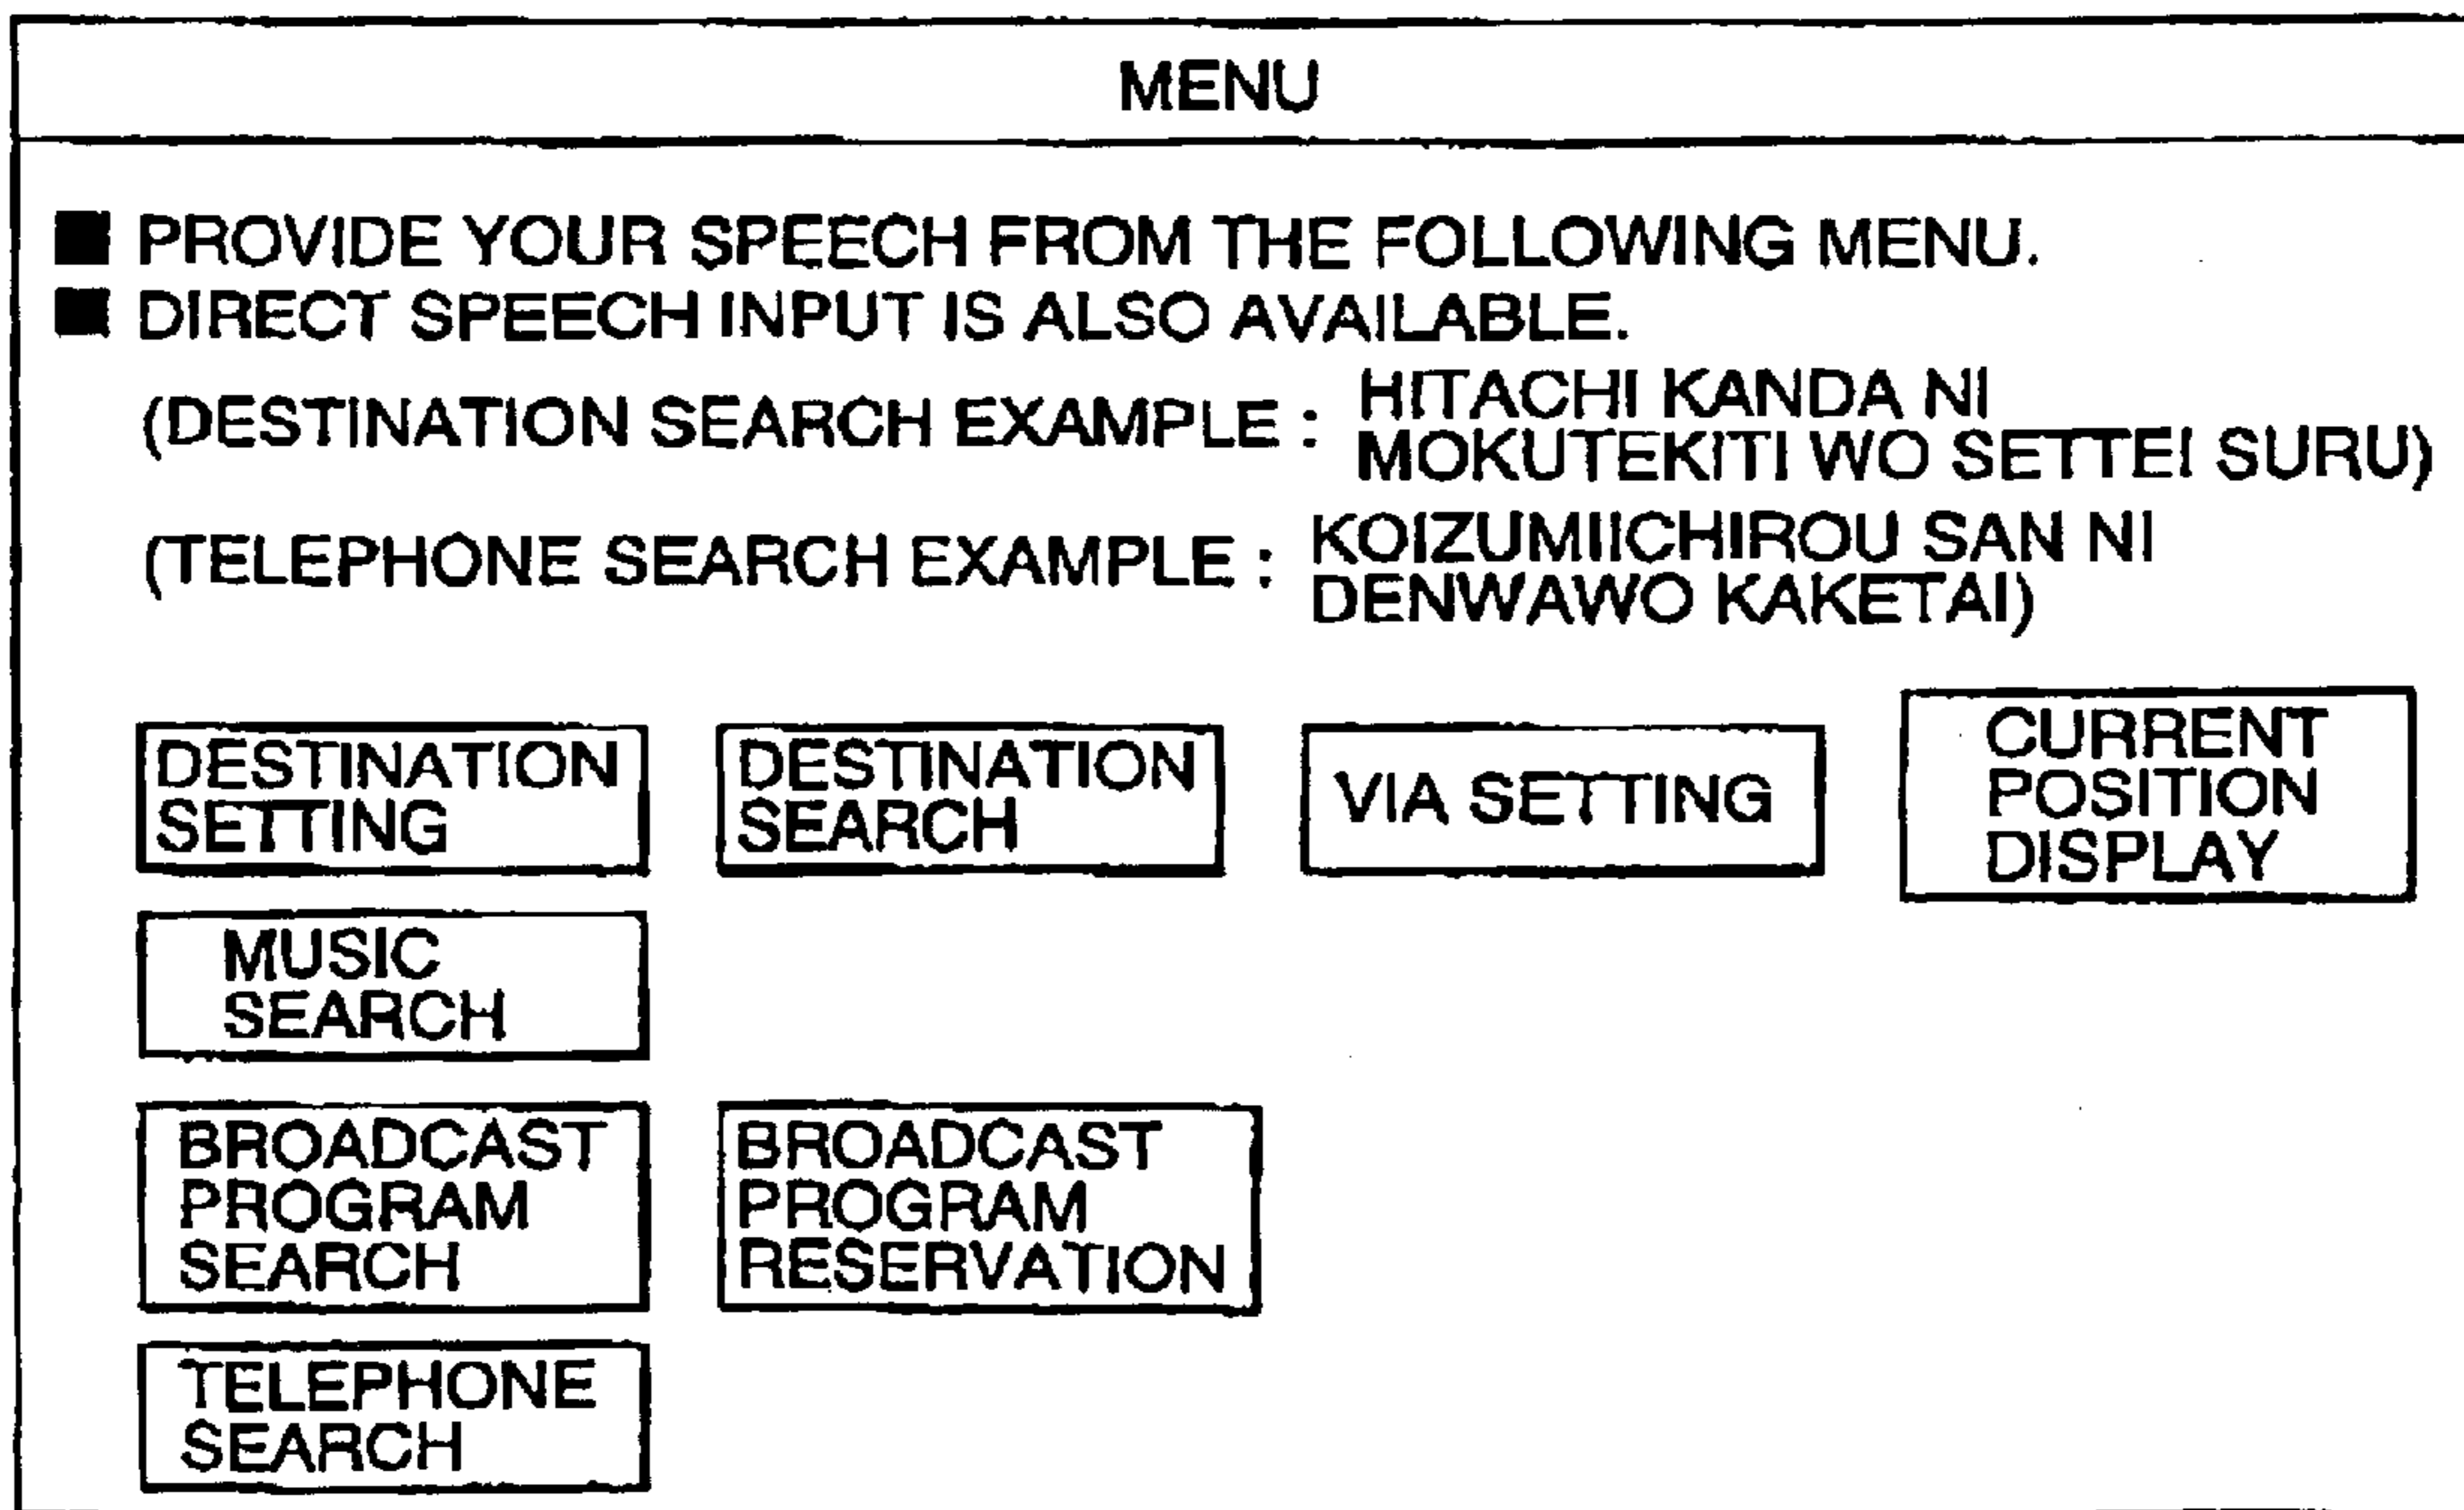 MENU
■ PROVIDE YOUR SPEECH FROM THE FOLLOWING MENU.
■ DIRECT SPEECH INPUT IS ALSO AVAILABLE.
(DESTINATION SEARCH EXAMPLE : HITACHI KANDA NI
MOKUTEKITI WO SETTEI SURU)
(TELEPHONE SEARCH EXAMPLE : KOIZUMIICHIROU SAN NI
DENWAWO KAKETAI)
DESTINATION
SETTING
DESTINATION
SEARCH
VIA SETTING
CURRENT
POSITION
DISPLAY
MUSIC
SEARCH
BROADCAST
PROGRAM
SEARCH
BROADCAST
PROGRAM
RESERVATION
TELEPHONE
SEARCH